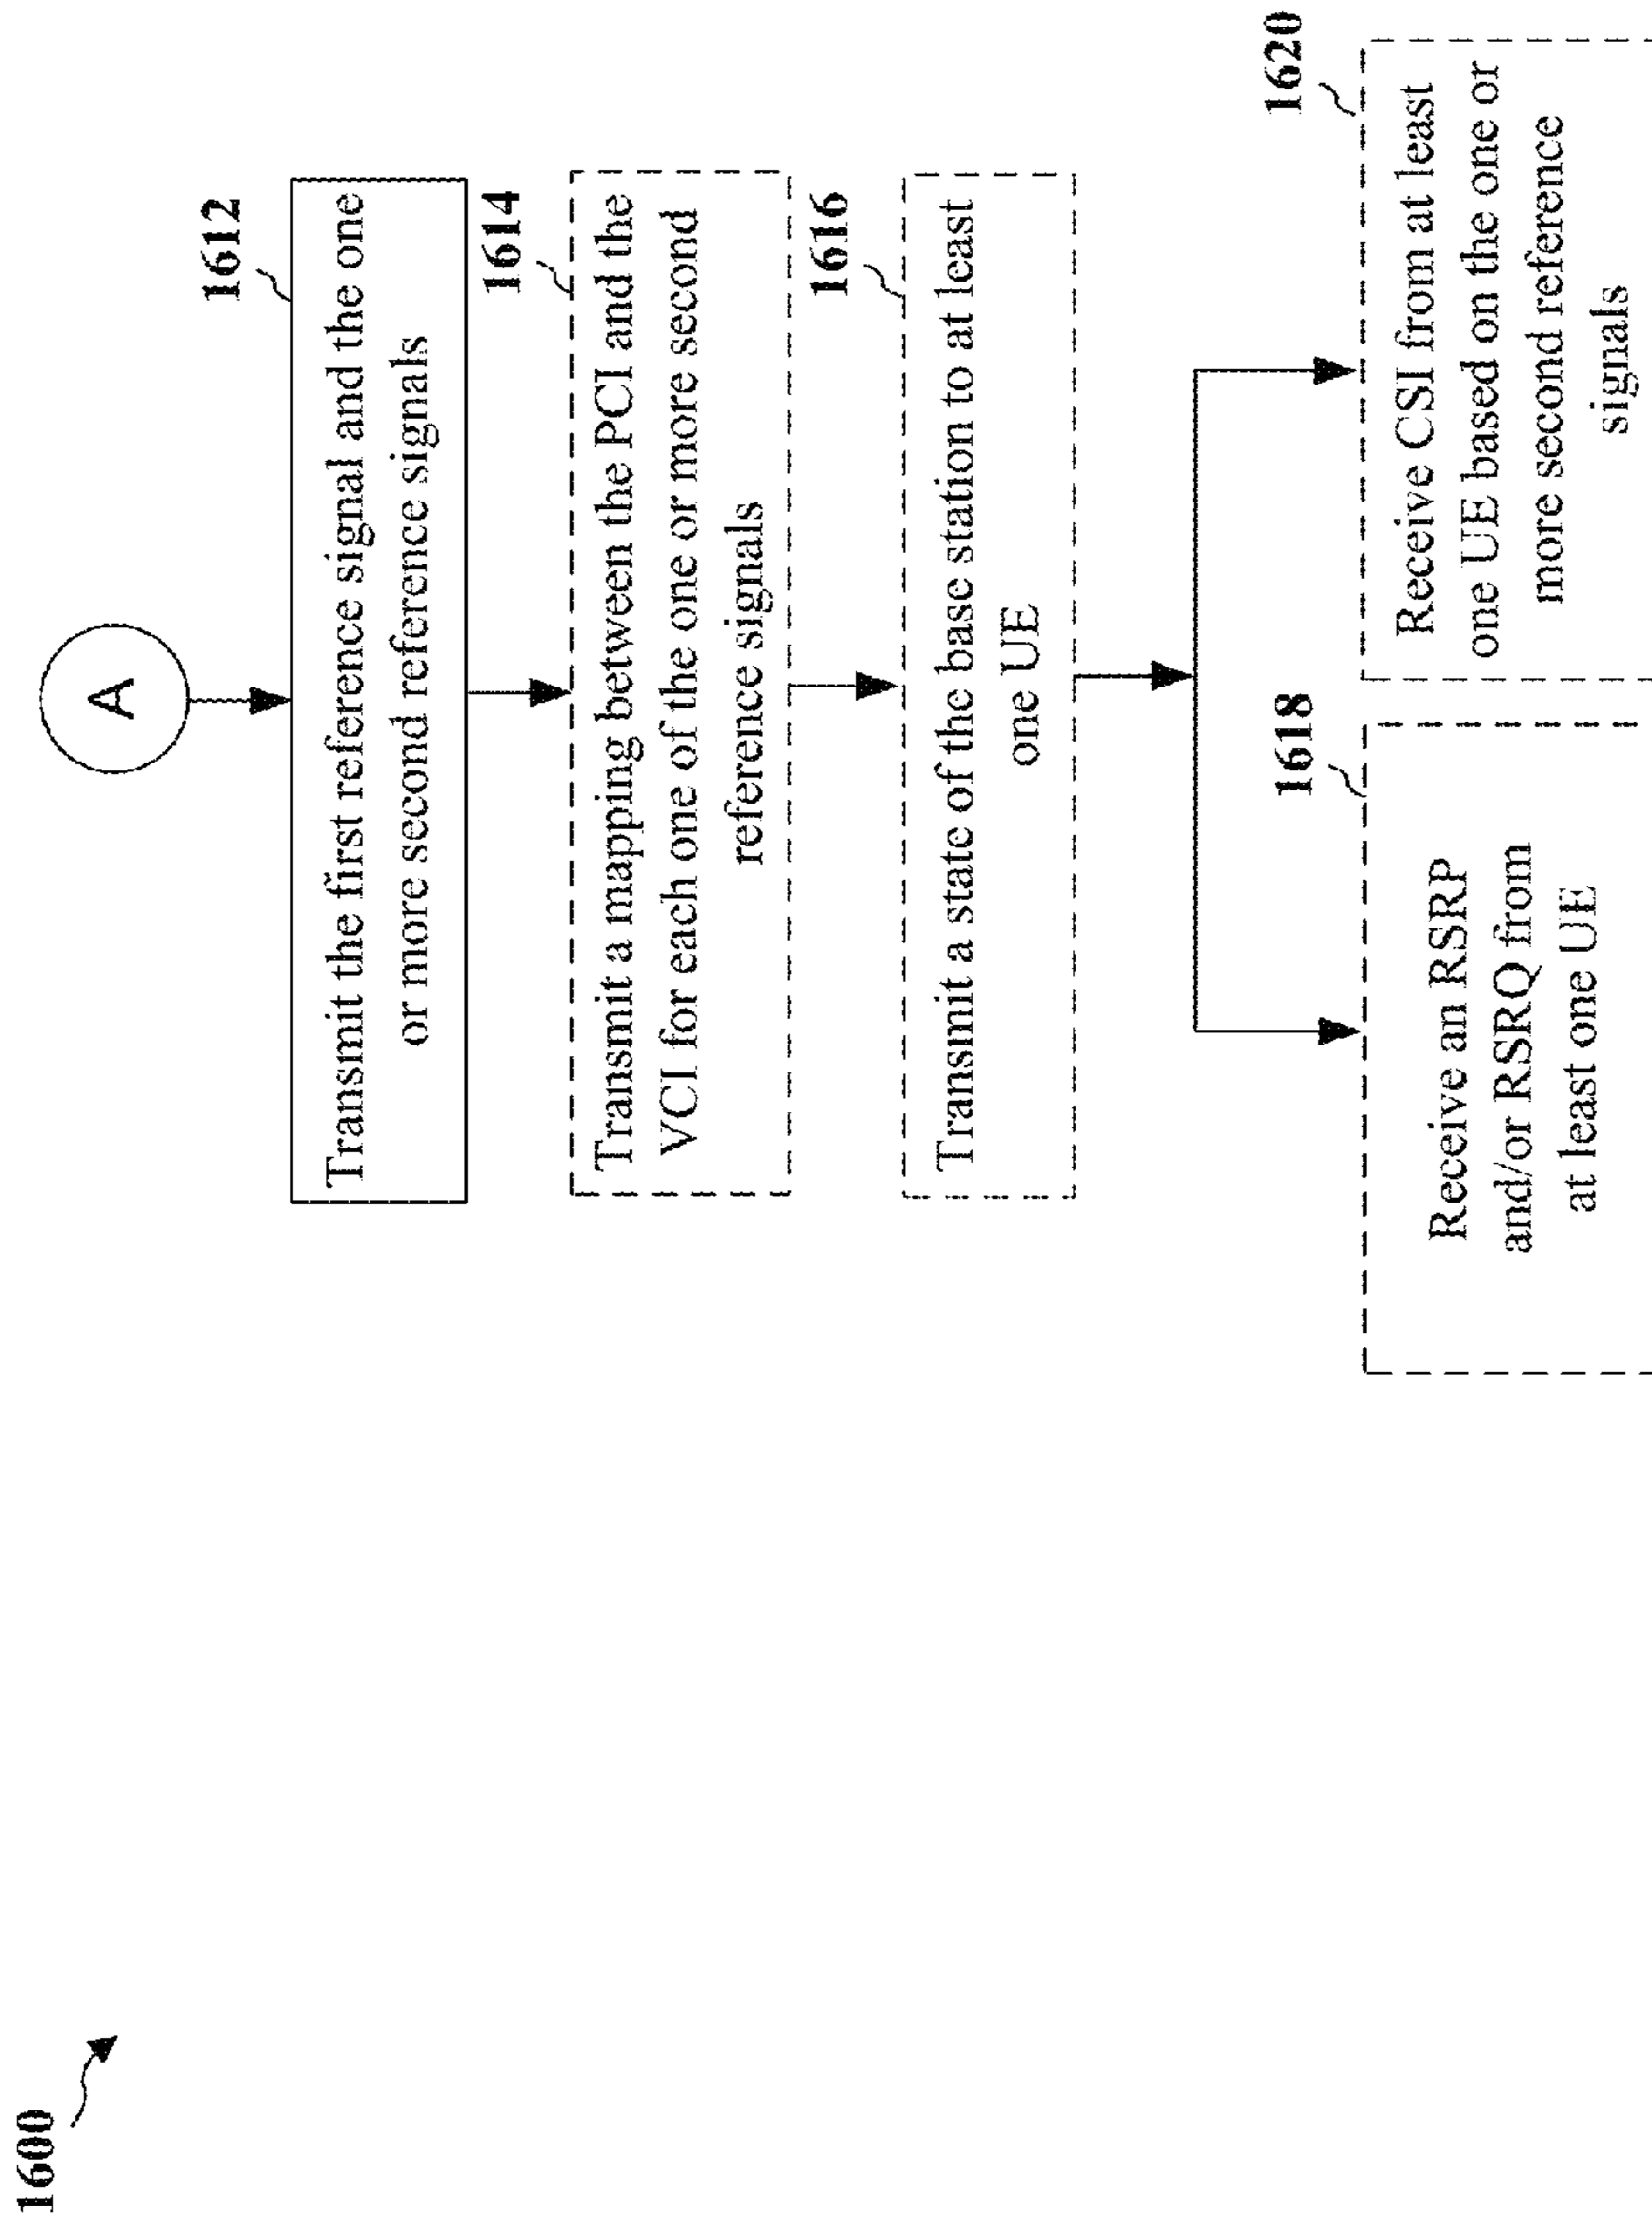 1600
A
1612
Transmit the first reference signal and the one
or more second reference signals
1614
Transmit a mapping between the PCI and the
VCI for each one of the one or more second
reference signals
1616
Transmit a state of the base station to at least
one UE
1618
Receive an RSRP
and/or RSRQ from
at least one UE
1620
Receive CSI from at least
one UE based on the one or
more second reference
signals